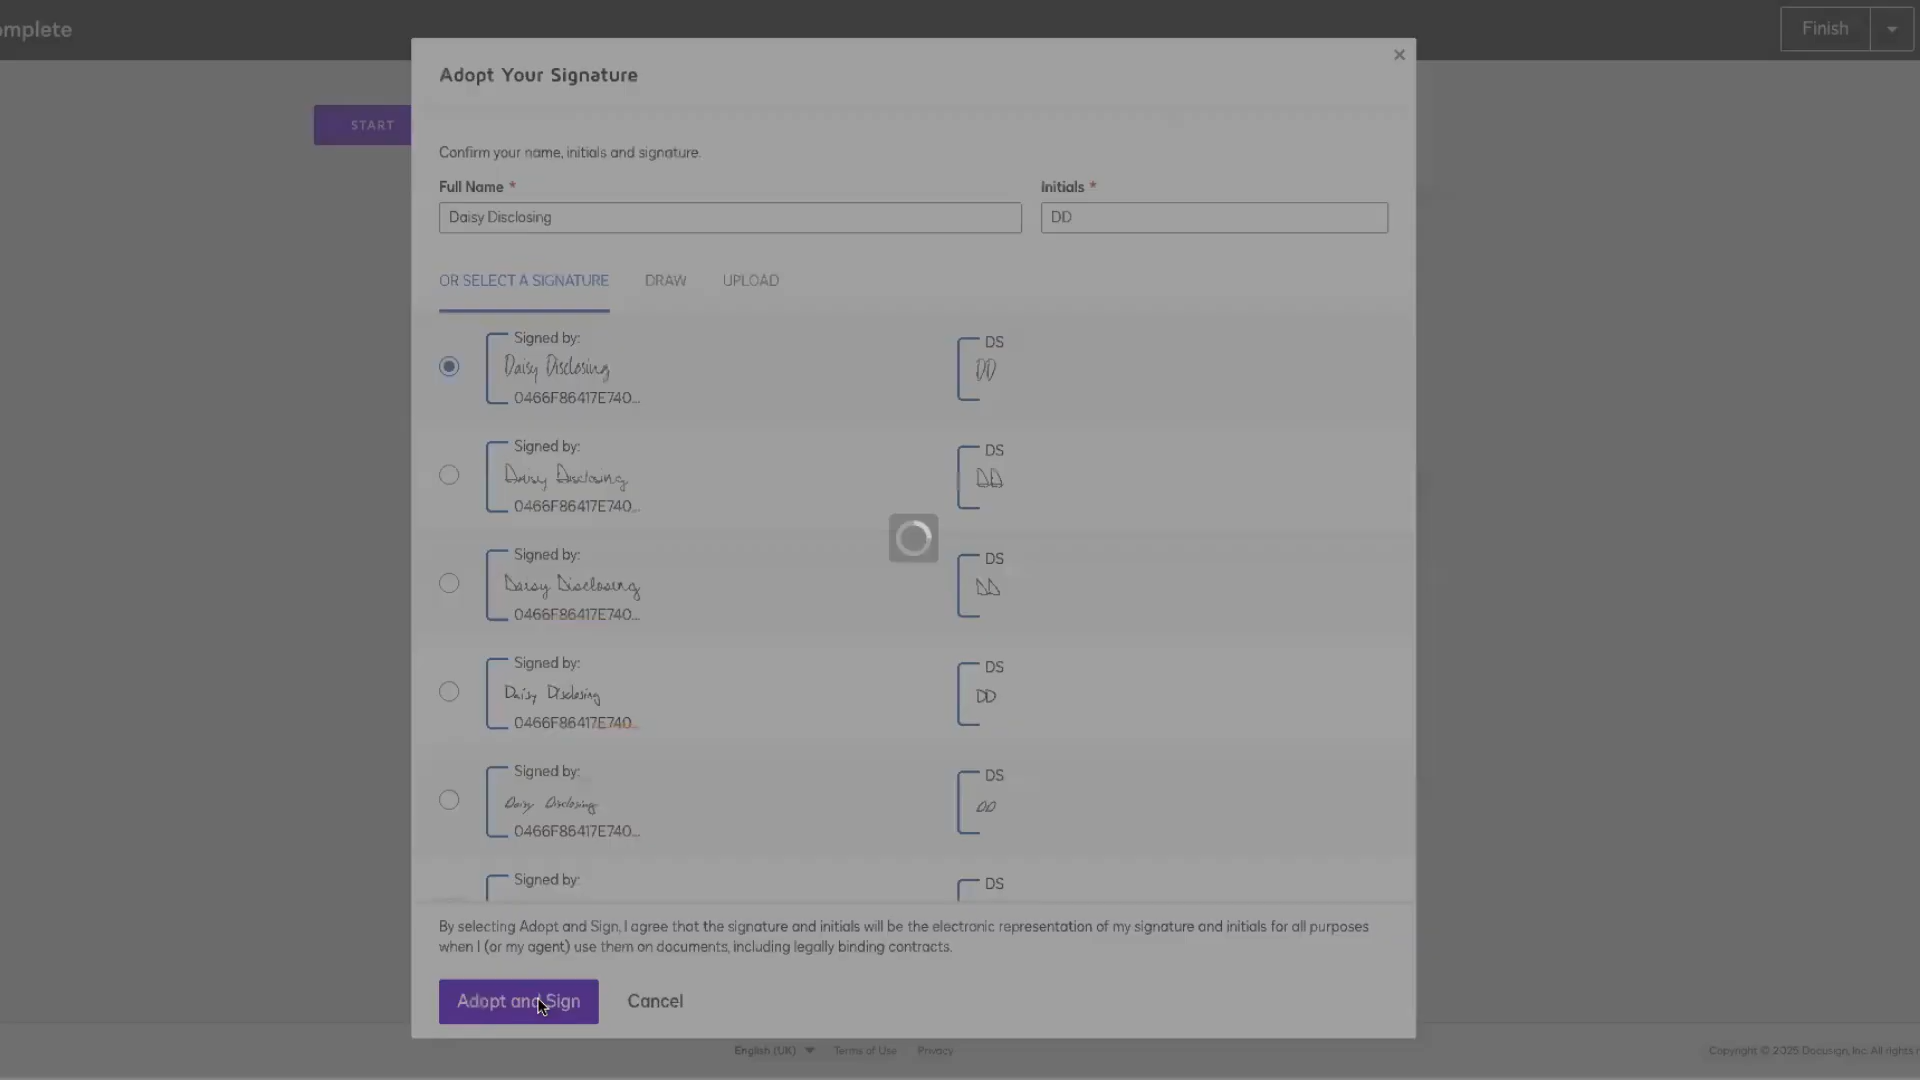 omplete
Finish
Adopt Your Signature
START
Confirm your name, initials and signature.
Full Name *
Initials *
Daisy Disclosing
DD
OR SELECT A SIGNATURE
DRAW
UPLOAD
Signed by:
DS
Daisy Disclosing
DD
0466F86417E740...
Signed by:
DS
Daisy Disclosing
DD
0466F86417E740...
Signed by:
DS
Daisy Disclosing
DD
0466F86417E740...
Signed by:
DS
Daisy Disclosing
DD
0466F86417E740...
Signed by:
DS
Daisy Disclosing
DD
0466F86417E740...
Signed by:
DS
By selecting Adopt and Sign, I agree that the signature and initials will be the electronic representation of my signature and initials for all purposes
when I (or my agent) use them on documents, including legally binding contracts.
Adopt and Sign
Cancel
English (UK)
Terms of Use
Privacy
Copyright © 2025 Docusign, Inc. All rights r